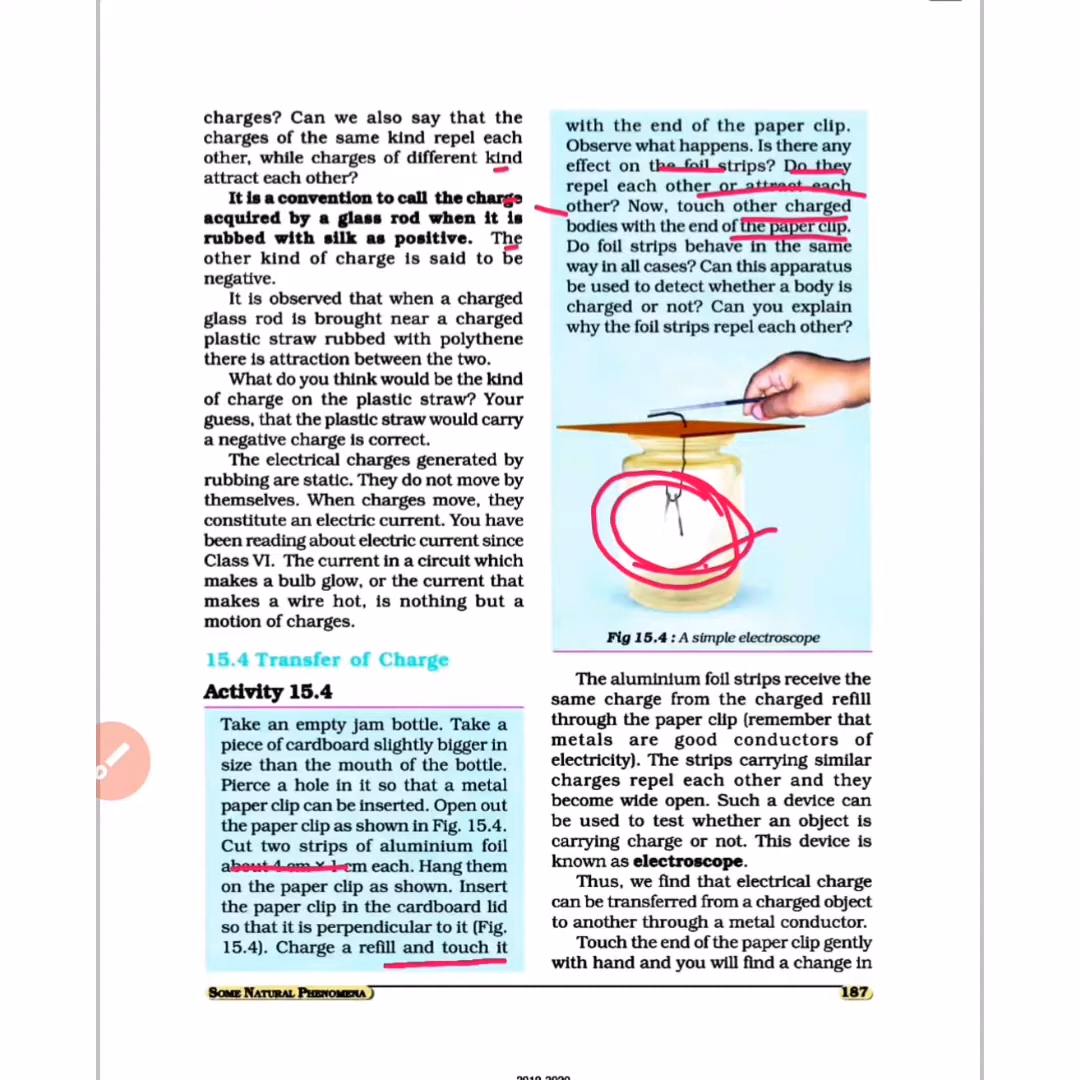 charges? Can we also say that the
charges of the same kind repel each
other, while charges of different kind
attract each other?
It is a convention to call the charge
acquired by a glass rod when it is
rubbed with silk as positive. The
other kind of charge is said to be
negative.
It is observed that when a charged
glass rod is brought near a charged
plastic straw rubbed with polythene
there is attraction between the two.
What do you think would be the kind
of charge on the plastic straw? Your
guess, that the plastic straw would carry
a negative charge is correct.
The electrical charges generated by
rubbing are static. They do not move by
themselves. When charges move, they
constitute an electric current. You have
been reading about electric current since
Class VI. The current in a circuit which
makes a bulb glow, or the current that
makes a wire hot, is nothing but a
motion of charges.
15.4 Transfer of Charge
Activity 15.4
Take an empty jam bottle. Take a
piece of cardboard slightly bigger in
size than the mouth of the bottle.
Pierce a hole in it so that a metal
paper clip can be inserted. Open out
the paper clip as shown in Fig. 15.4.
Cut two strips of aluminium foil
about 4 cm × 1 cm each. Hang them
on the paper clip as shown. Insert
the paper clip in the cardboard lid
so that it is perpendicular to it (Fig.
15.4). Charge a refill and touch it
with the end of the paper clip.
Observe what happens. Is there any
effect on the foil strips? Do they
repel each other or attract each
other? Now, touch other charged
bodies with the end of the paper clip.
Do foil strips behave in the same
way in all cases? Can this apparatus
be used to detect whether a body is
charged or not? Can you explain
why the foil strips repel each other?
Fig 15.4 : A simple electroscope
The aluminium foil strips receive the
same charge from the charged refill
through the paper clip (remember that
metals are good conductors of
electricity). The strips carrying similar
charges repel each other and they
become wide open. Such a device can
be used to test whether an object is
carrying charge or not. This device is
known as electroscope.
Thus, we find that electrical charge
can be transferred from a charged object
to another through a metal conductor.
Touch the end of the paper clip gently
with hand and you will find a change in
SOME NATURAL PHENOMENA
187
2019-2020